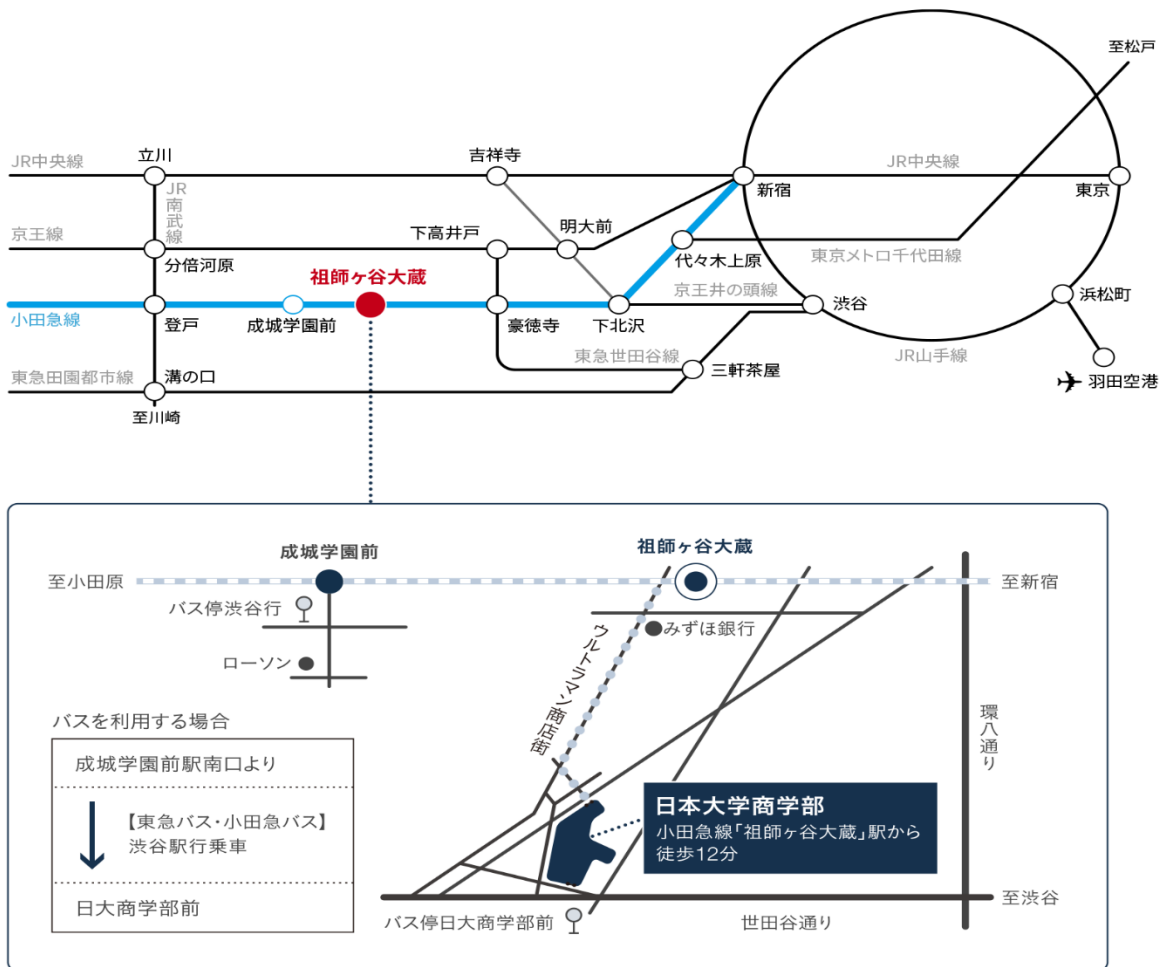 至松戸
立川
吉祥寺
JR中央線
JR中央線
新宿
東京
JR南武線
京王線
下高井戸
明大前
分倍河原
代々木上原
東京メトロ千代田線
祖師ヶ谷大蔵
京王井の頭線
浜松町
小田急線
登戸
成城学園前
豪徳寺
下北沢
渋谷
東急世田谷線
JR山手線
東急田園都市線
溝の口
三軒茶屋
羽田空港
至川崎
成城学園前
祖師ヶ谷大蔵
至小田原
至新宿
バス停渋谷行
みずほ銀行
ローソン
ウルトラマン商店街
環八通り
バスを利用する場合
成城学園前駅南口より
【東急バス・小田急バス】
渋谷駅行乗車
日大商学部前
日本大学商学部
小田急線「祖師ヶ谷大蔵」駅から
徒歩12分
至渋谷
バス停日大商学部前
世田谷通り